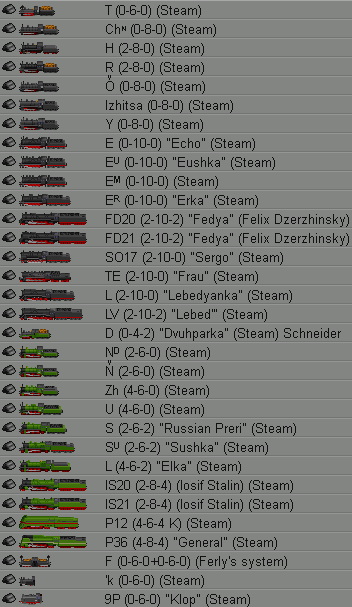 T (0-6-0) (Steam)
Chᴺ (0-8-0) (Steam)
H (2-8-0) (Steam)
R (2-8-0) (Steam)
Ǒ (0-8-0) (Steam)
Izhitsa (0-8-0) (Steam)
Y (0-8-0) (Steam)
E (0-10-0) "Echo" (Steam)
Eᵁ (0-10-0) "Eushka" (Steam)
Eᴹ (0-10-0) (Steam)
Eᴿ (0-10-0) "Erka" (Steam)
FD20 (2-10-2) "Fedya" (Felix Dzerzhinsky)
FD21 (2-10-2) "Fedya" (Felix Dzerzhinsky)
SO17 (2-10-0) "Sergo" (Steam)
TE (2-10-0) "Frau" (Steam)
L (2-10-0) "Lebedyanka" (Steam)
LV (2-10-2) "Lebed'" (Steam)
D (0-4-2) "Dvuhparka" (Steam) Schneider
Nᴰ (2-6-0) (Steam)
Ň (2-6-0) (Steam)
Zh (4-6-0) (Steam)
U (4-6-0) (Steam)
S (2-6-2) "Russian Preri" (Steam)
Sᵁ (2-6-2) "Sushka" (Steam)
L (4-6-2) "Elka" (Steam)
IS20 (2-8-4) (Iosif Stalin) (Steam)
IS21 (2-8-4) (Iosif Stalin) (Steam)
P12 (4-6-4 K) (Steam)
P36 (4-8-4) "General" (Steam)
F (0-6-0+0-6-0) (Ferly's system)
'k (0-6-0) (Steam)
9P (0-6-0) "Klop" (Steam)